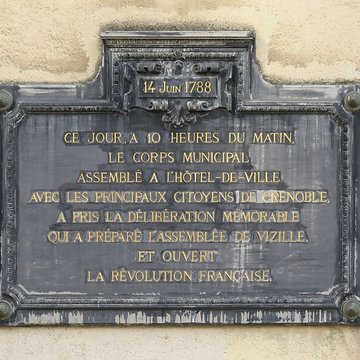 14 JUIN 1788
CE JOUR, A 10 HEURES DU MATIN,
LE CORPS MUNICIPAL,
ASSEMBLÉ A L'HÔTEL-DE-VILLE
AVEC LES PRINCIPAUX CITOYENS DE GRENOBLE,
A PRIS LA DÉLIBÉRATION MÉMORABLE
QUI A PRÉPARÉ L'ASSEMBLÉE DE VIZILLE,
ET OUVERT
LA RÉVOLUTION FRANÇAISE.